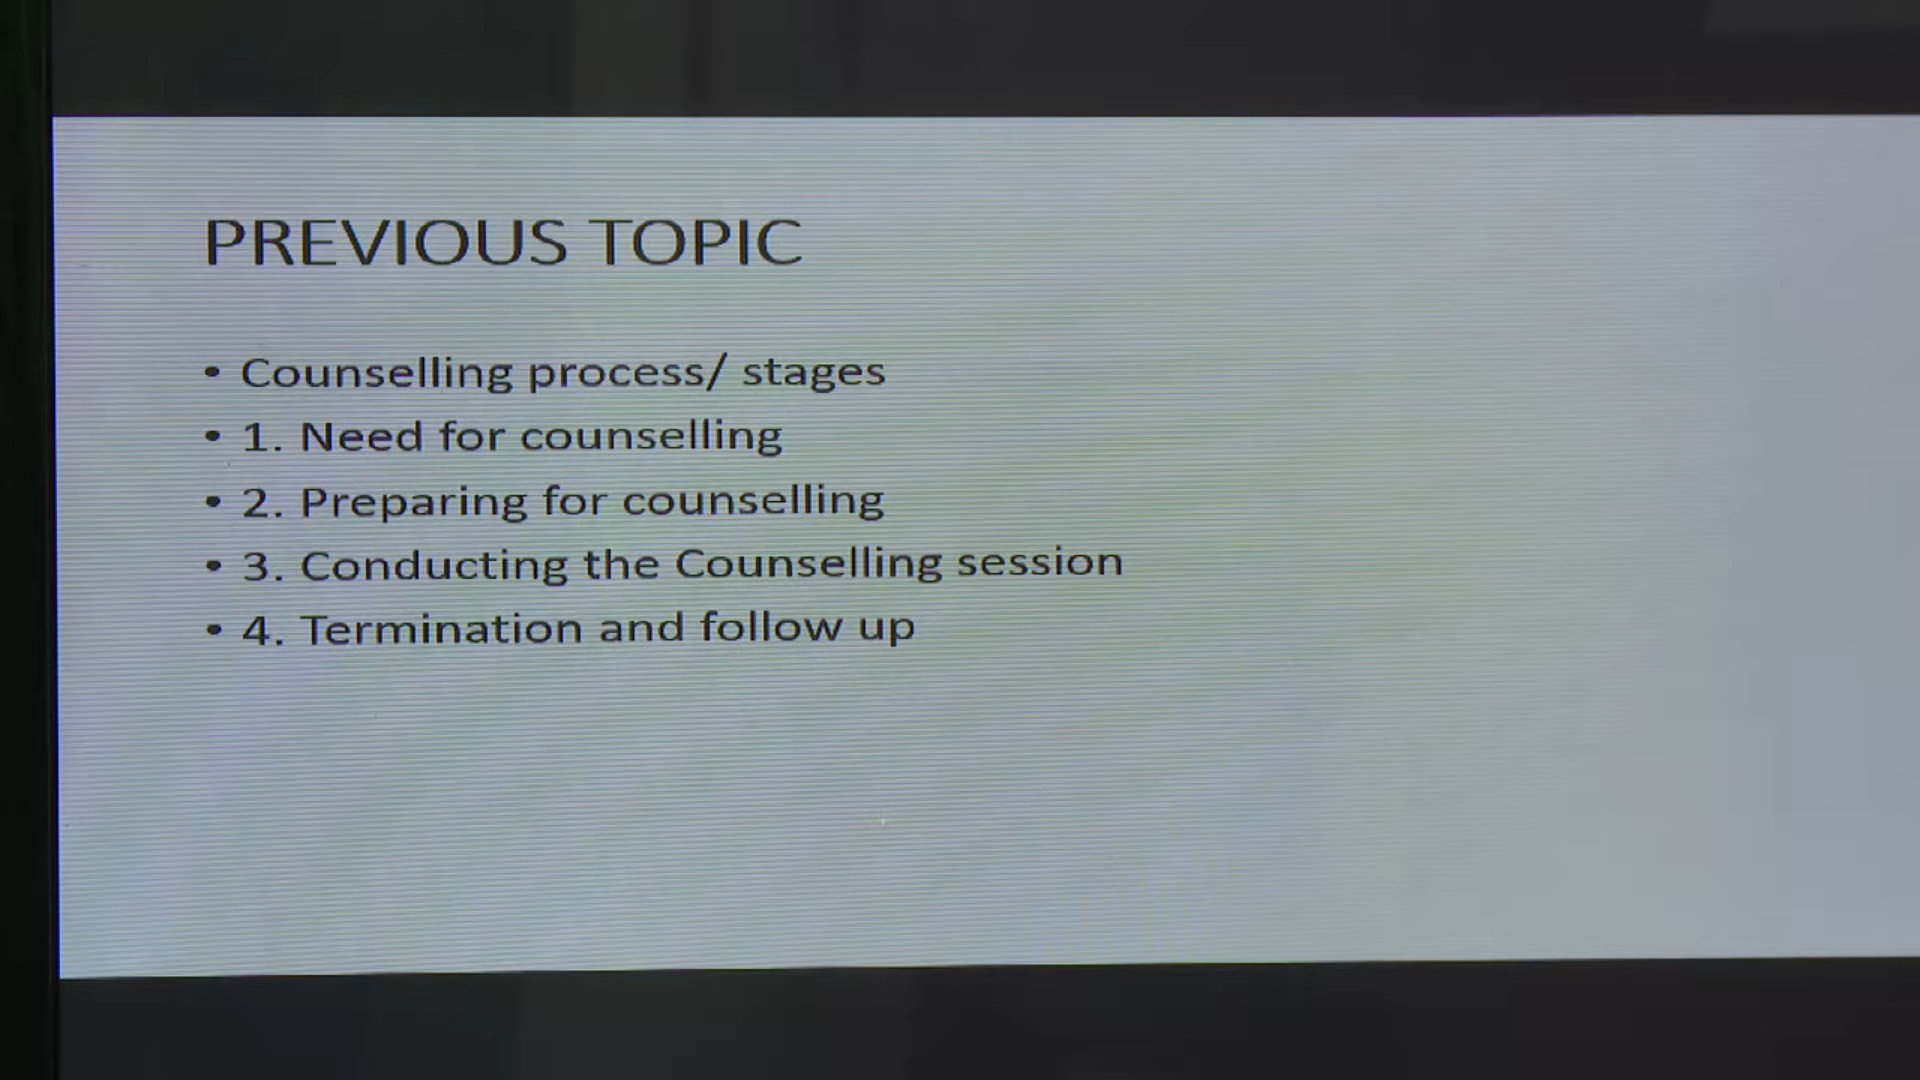 PREVIOUS TOPIC
• Counselling process/ stages
• 1. Need for counselling
• 2. Preparing for counselling
• 3. Conducting the Counselling session
• 4. Termination and follow up